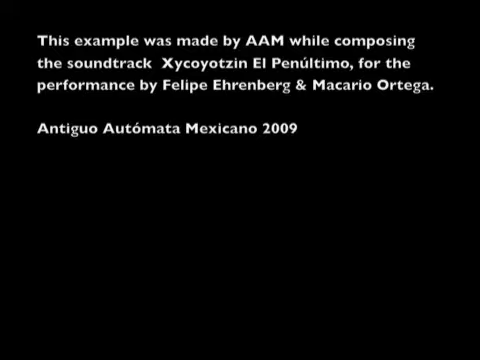 This example was made by AAM while composing
the soundtrack Xycoyotzin El Penúltimo, for the
performance by Felipe Ehrenberg & Macario Ortega.
Antiguo Autómata Mexicano 2009